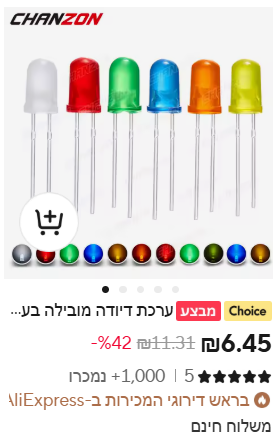 CHANZON
Choice מבצע ערכת דיודה מובילה בע...
₪6.45 ₪11.31 -%42
5 | 1,000+ נמכרו
בראש דירוגי המכירות ב-AliExpress
משלוח חינם